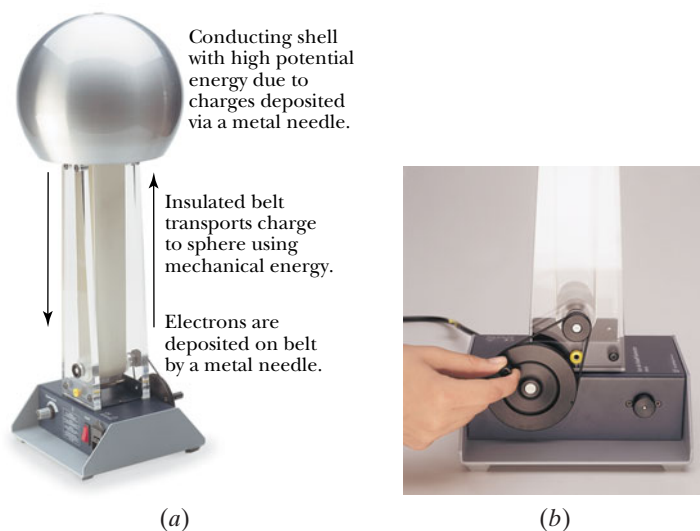 Conducting shell
with high potential
energy due to
charges deposited
via a metal needle.
Insulated belt
transports charge
to sphere using
mechanical energy.
Electrons are
deposited on belt
by a metal needle.
(a)
(b)